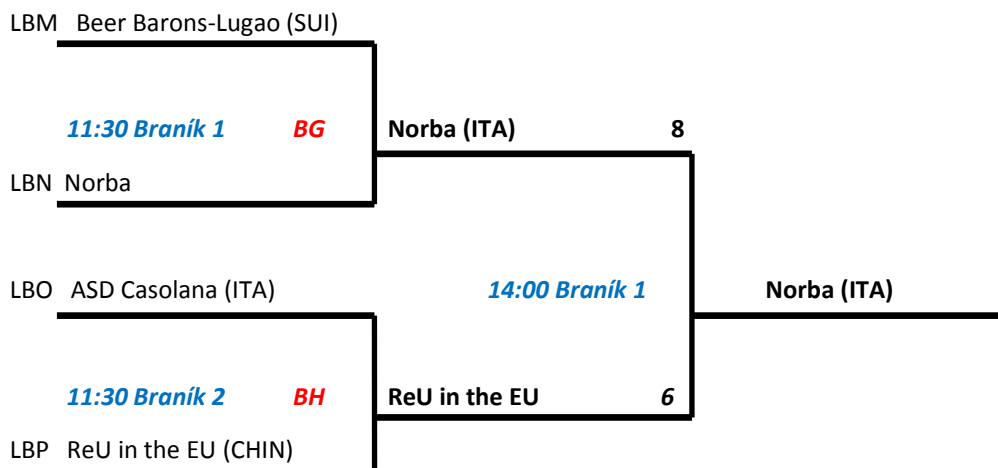 LBM Beer Barons-Lugao (SUI)
11:30 Braník 1 BG Norba (ITA) 8
LBN Norba
LBO ASD Casolana (ITA) 14:00 Braník 1 Norba (ITA)
11:30 Braník 2 BH ReU in the EU 6
LBP ReU in the EU (CHIN)